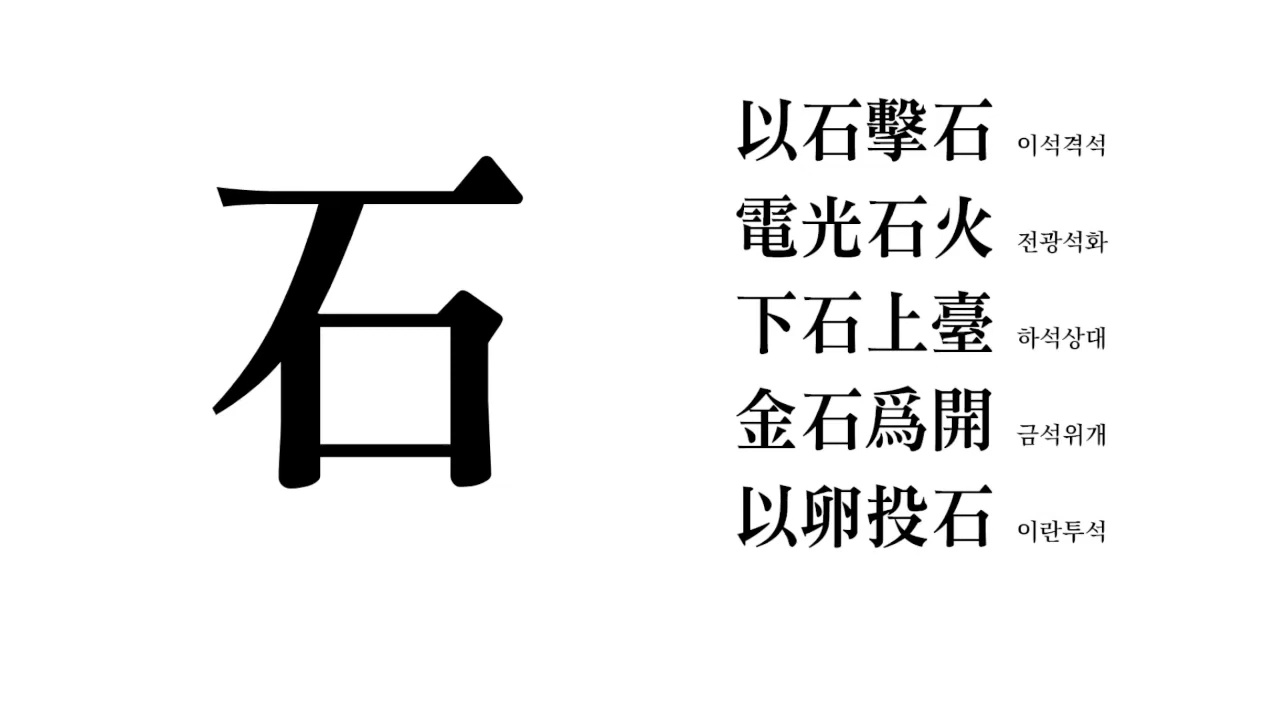 石
以石擊石 이석격석
電光石火 전광석화
下石上臺 하석상대
金石爲開 금석위개
以卵投石 이란투석